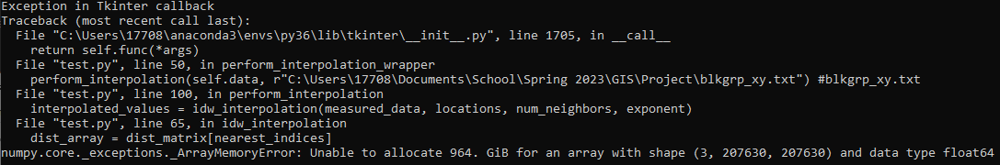 Exception in Tkinter callback
Traceback (most recent call last):
  File "C:\Users\17708\anaconda3\envs\py36\lib\tkinter\__init__.py", line 1705, in __call__
    return self.func(*args)
  File "test.py", line 50, in perform_interpolation_wrapper
    perform_interpolation(self.data, r"C:\Users\17708\Documents\School\Spring 2023\GIS\Project\blkgrp_xy.txt") #blkgrp_xy.txt
  File "test.py", line 100, in perform_interpolation
    interpolated_values = idw_interpolation(measured_data, locations, num_neighbors, exponent)
  File "test.py", line 65, in idw_interpolation
    dist_array = dist_matrix[nearest_indices]
numpy.core._exceptions._ArrayMemoryError: Unable to allocate 964. GiB for an array with shape (3, 207630, 207630) and data type float64